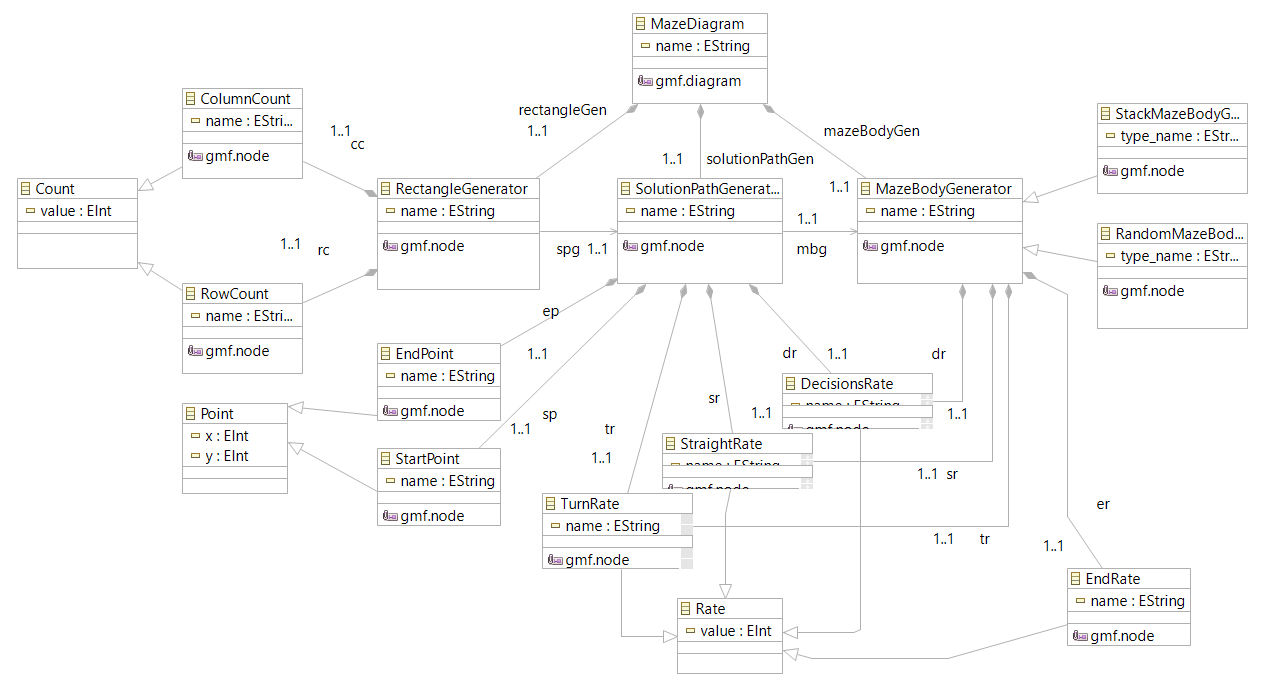 MazeDiagram
name : EString
gmf.diagram
rectangleGen
1..1
1..1
solutionPathGen
mazeBodyGen
1..1
ColumnCount
name : EStri...
gmf.node
1..1
cc
Count
value : EInt
RowCount
name : EStri...
gmf.node
1..1
rc
RectangleGenerator
name : EString
gmf.node
spg
1..1
SolutionPathGenerat...
name : EString
gmf.node
1..1
mbg
MazeBodyGenerator
name : EString
gmf.node
StackMazeBodyG...
type_name : EStr...
gmf.node
RandomMazeBod...
type_name : EStr...
gmf.node
ep
1..1
EndPoint
name : EString
gmf.node
Point
x : EInt
y : EInt
sp
1..1
StartPoint
name : EString
gmf.node
tr
1..1
sr
1..1
dr
1..1
dr
1..1
DecisionsRate
name : EString
gmf.node
StraightRate
name : EString
gmf.node
1..1
sr
TurnRate
name : EString
gmf.node
1..1
tr
er
1..1
EndRate
name : EString
gmf.node
Rate
value : EInt